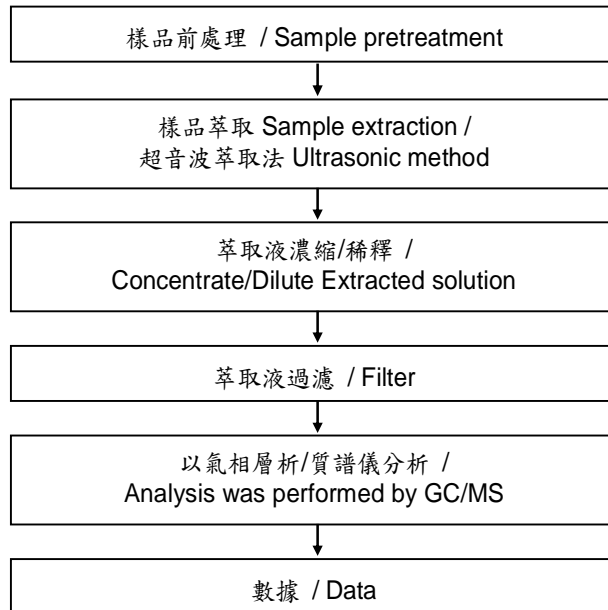 樣品前處理 / Sample pretreatment
樣品萃取 Sample extraction /
超音波萃取法 Ultrasonic method
萃取液濃縮/稀釋 /
Concentrate/Dilute Extracted solution
萃取液過濾 / Filter
以氣相層析/質譜儀分析 /
Analysis was performed by GC/MS
數據 / Data